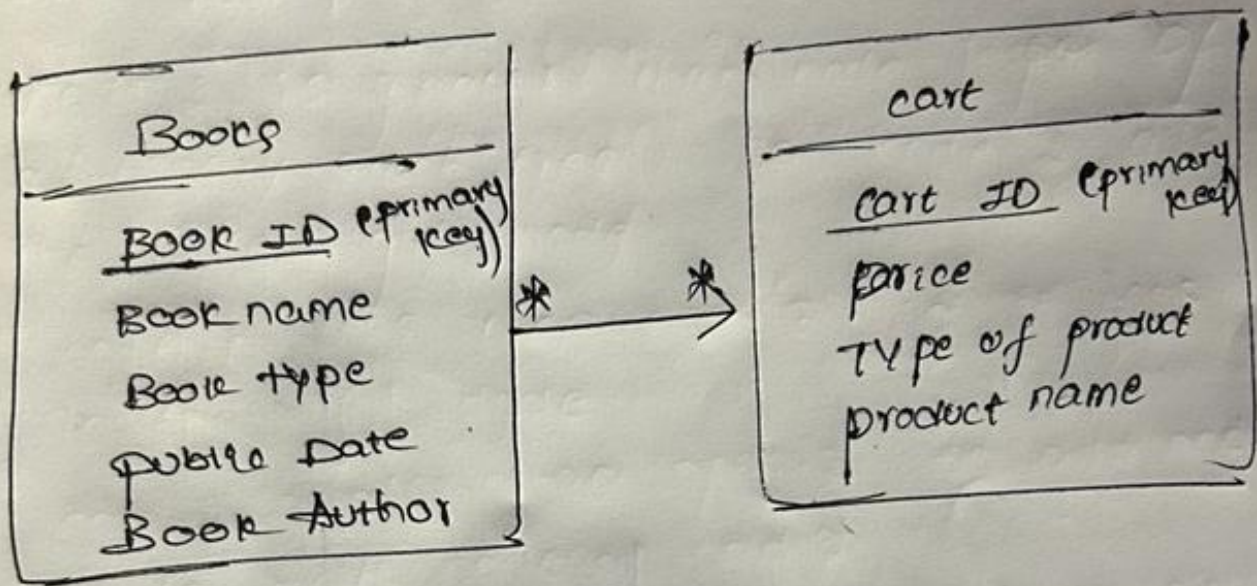 Books
Book ID (primary key)
Book name
Book type
public Date
Book Author
*
*
cart
cart ID (primary key)
price
Type of product
product name